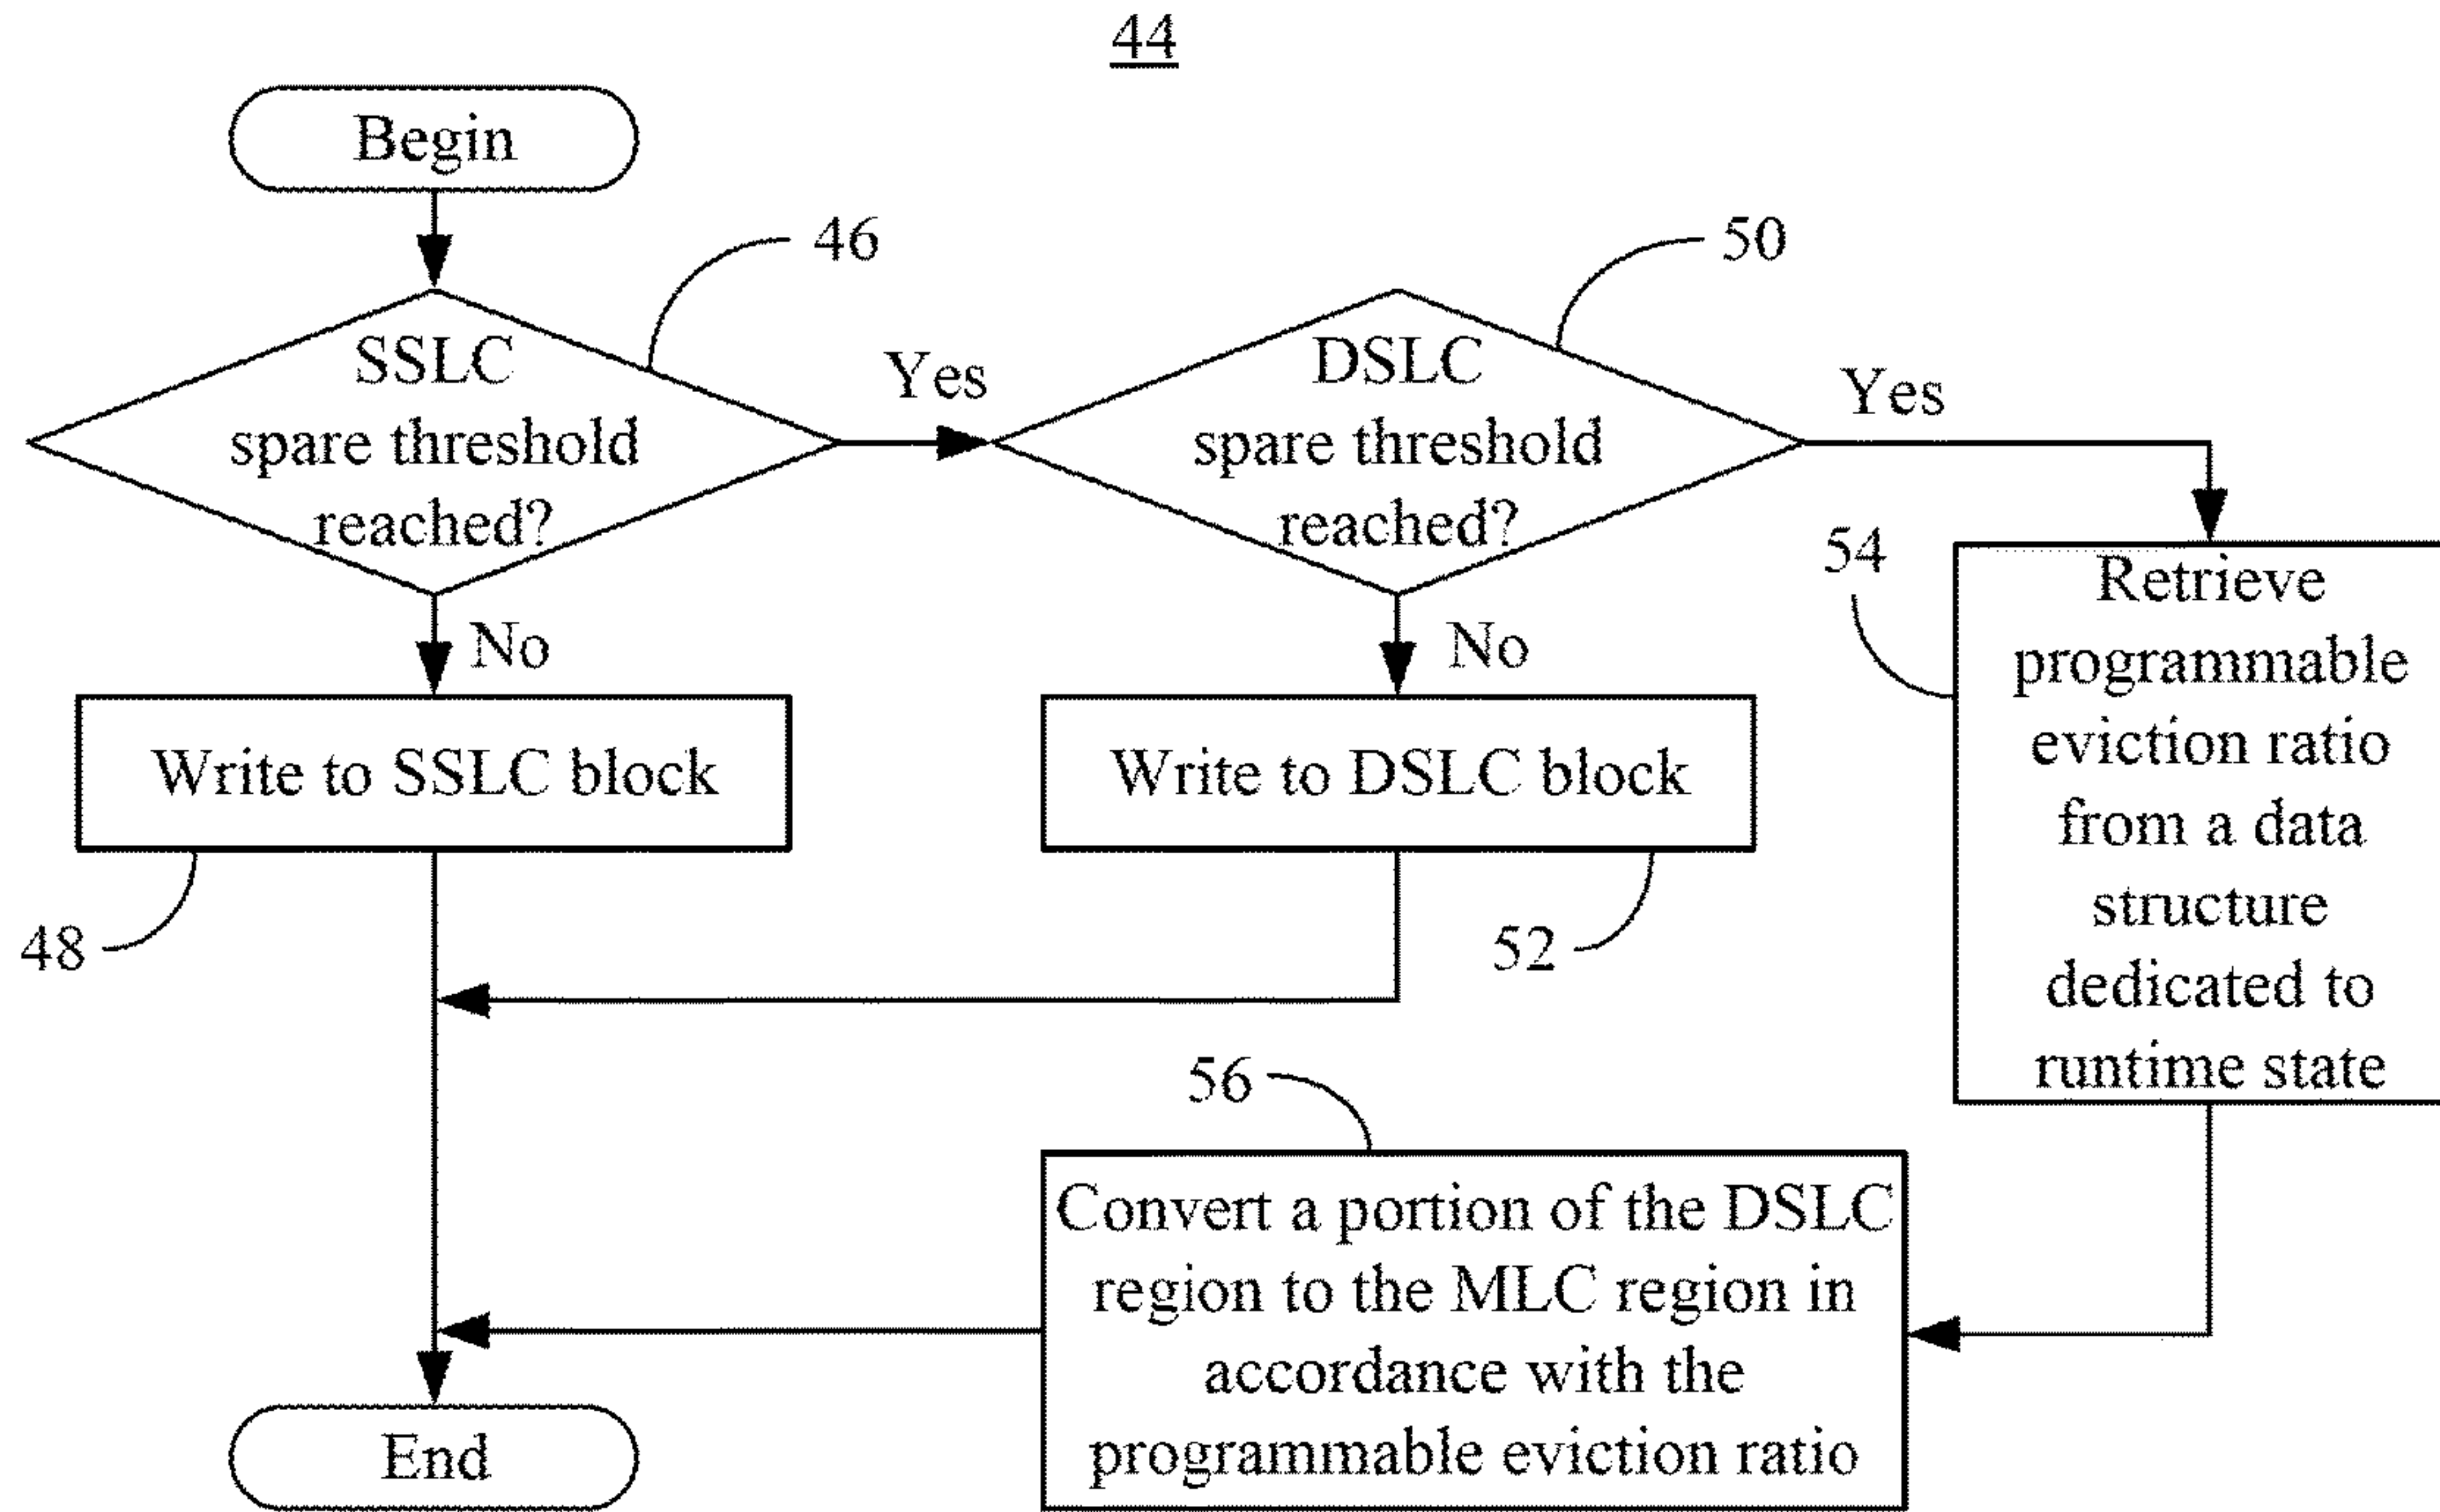 44
Begin
46
50
SSLC
spare threshold
reached?
Yes
DSLC
spare threshold
reached?
Yes
No
No
54
Retrieve
programmable
eviction ratio
from a data
structure
dedicated to
runtime state
Write to SSLC block
Write to DSLC block
48
52
56
Convert a portion of the DSLC
region to the MLC region in
accordance with the
programmable eviction ratio
End